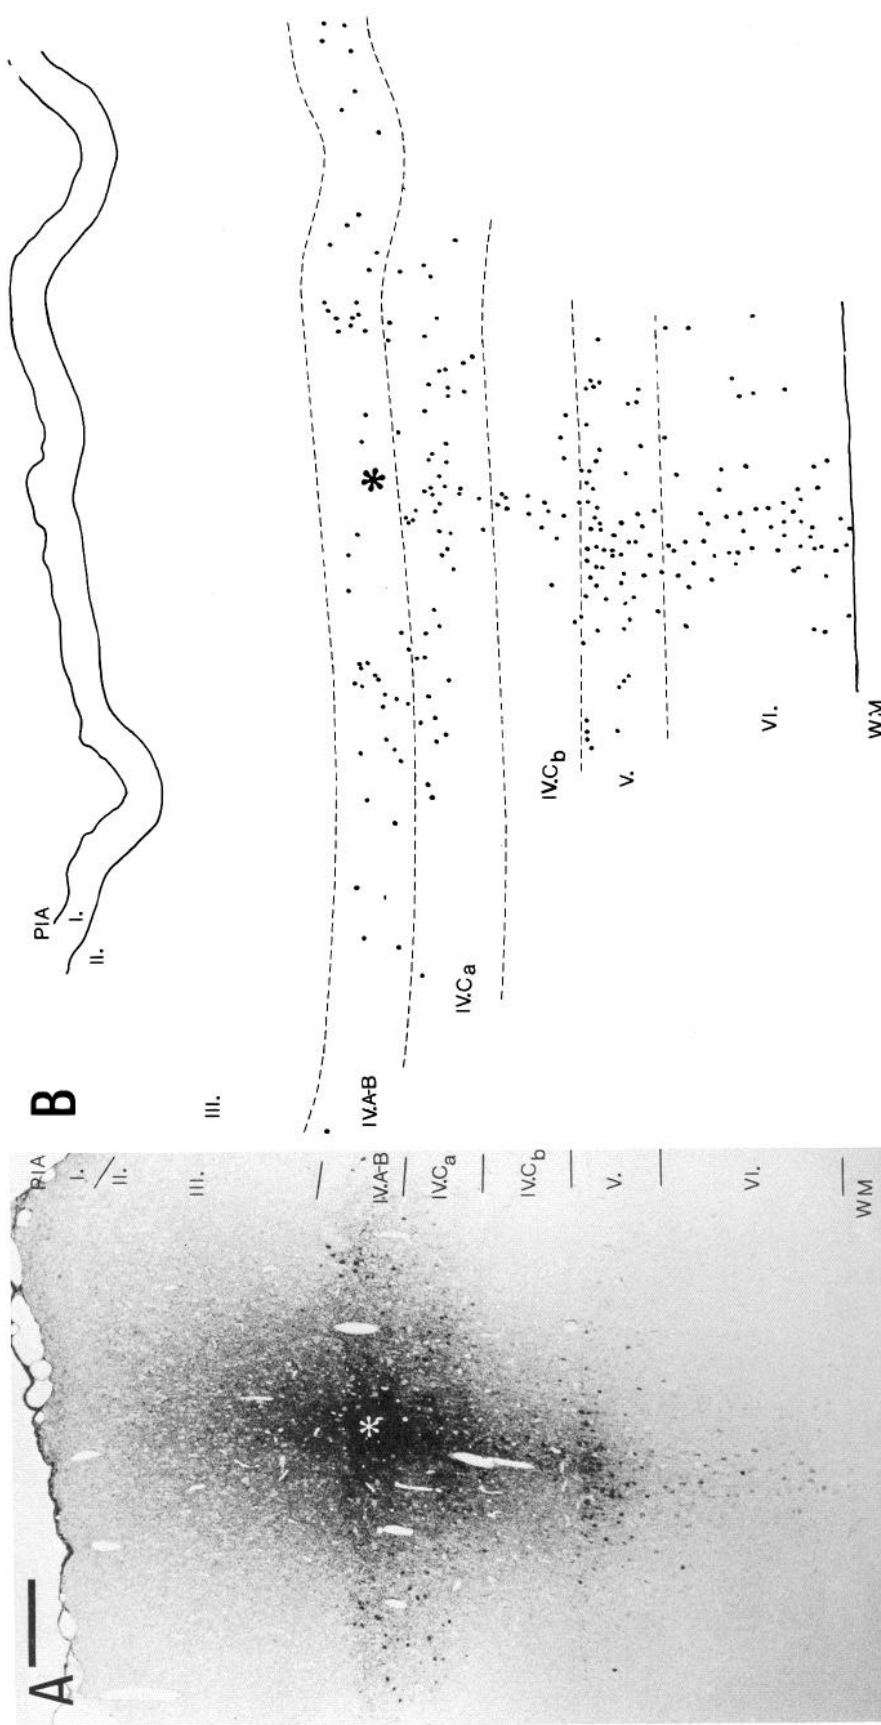 A
*
PIA
I.
II.
III.
IV.A-B
IV.Ca
IV.Cb
V.
VI.
WM
B
PIA
I.
II.
III.
IV.A-B
*
IV.Ca
IV.Cb
V.
VI.
W.M